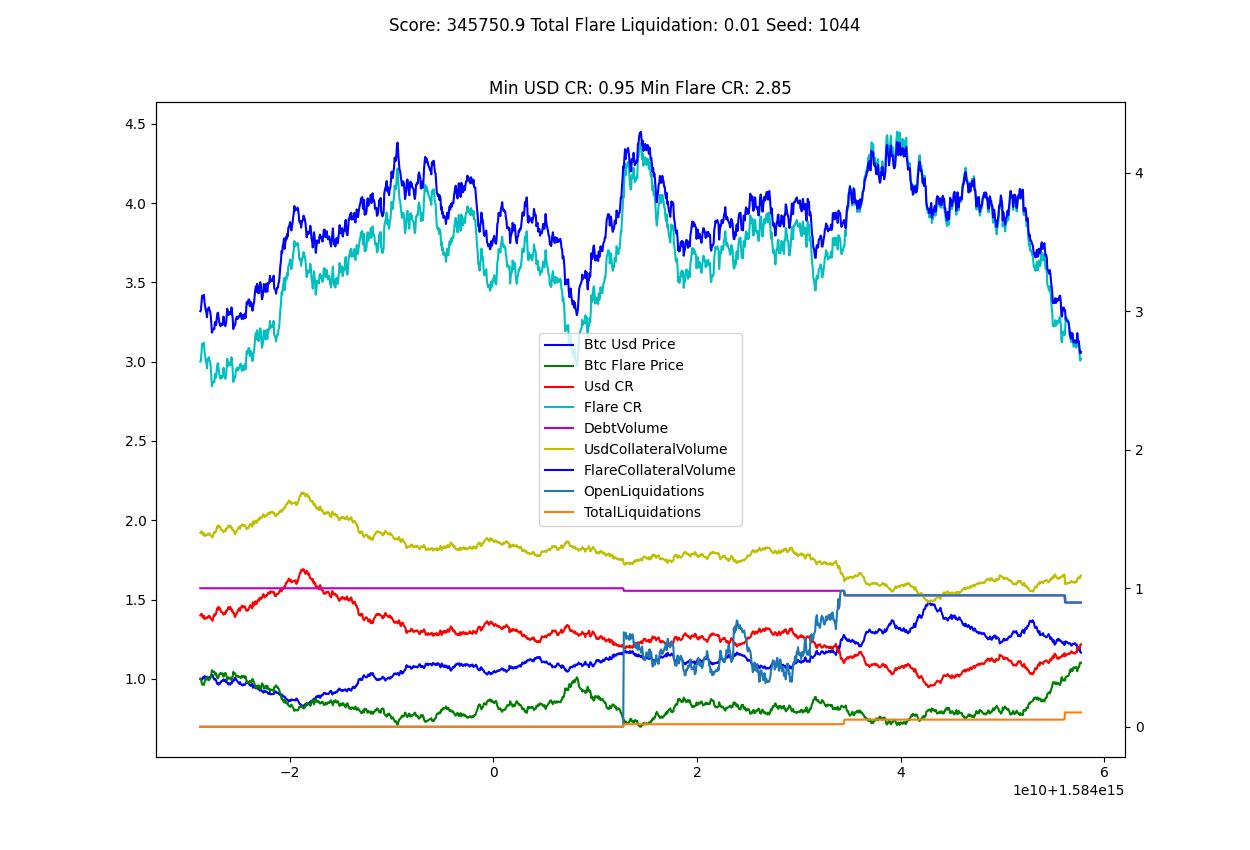 Score: 345750.9 Total Flare Liquidation: 0.01 Seed: 1044
Min USD CR: 0.95 Min Flare CR: 2.85
4.5
4.0
3.5
3.0
2.5
2.0
1.5
1.0
4
3
2
1
0
Btc Usd Price
Btc Flare Price
Usd CR
Flare CR
DebtVolume
UsdCollateralVolume
FlareCollateralVolume
OpenLiquidations
TotalLiquidations
−2
0
2
4
6
1e10+1.584e15